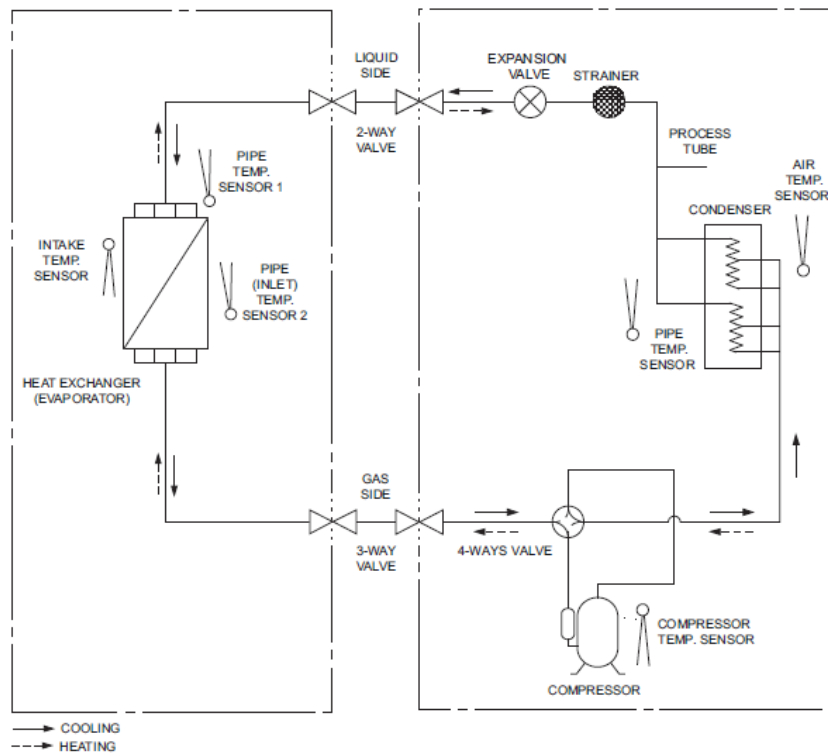 LIQUID
SIDE
EXPANSION
VALVE
STRAINER
2-WAY
VALVE
PROCESS
TUBE
PIPE
TEMP.
SENSOR 1
AIR
TEMP.
SENSOR
CONDENSER
INTAKE
TEMP.
SENSOR
PIPE
(INLET)
TEMP.
SENSOR 2
PIPE
TEMP.
SENSOR
HEAT EXCHANGER
(EVAPORATOR)
GAS
SIDE
3-WAY
VALVE
4-WAYS VALVE
COMPRESSOR
TEMP. SENSOR
COMPRESSOR
COOLING
HEATING